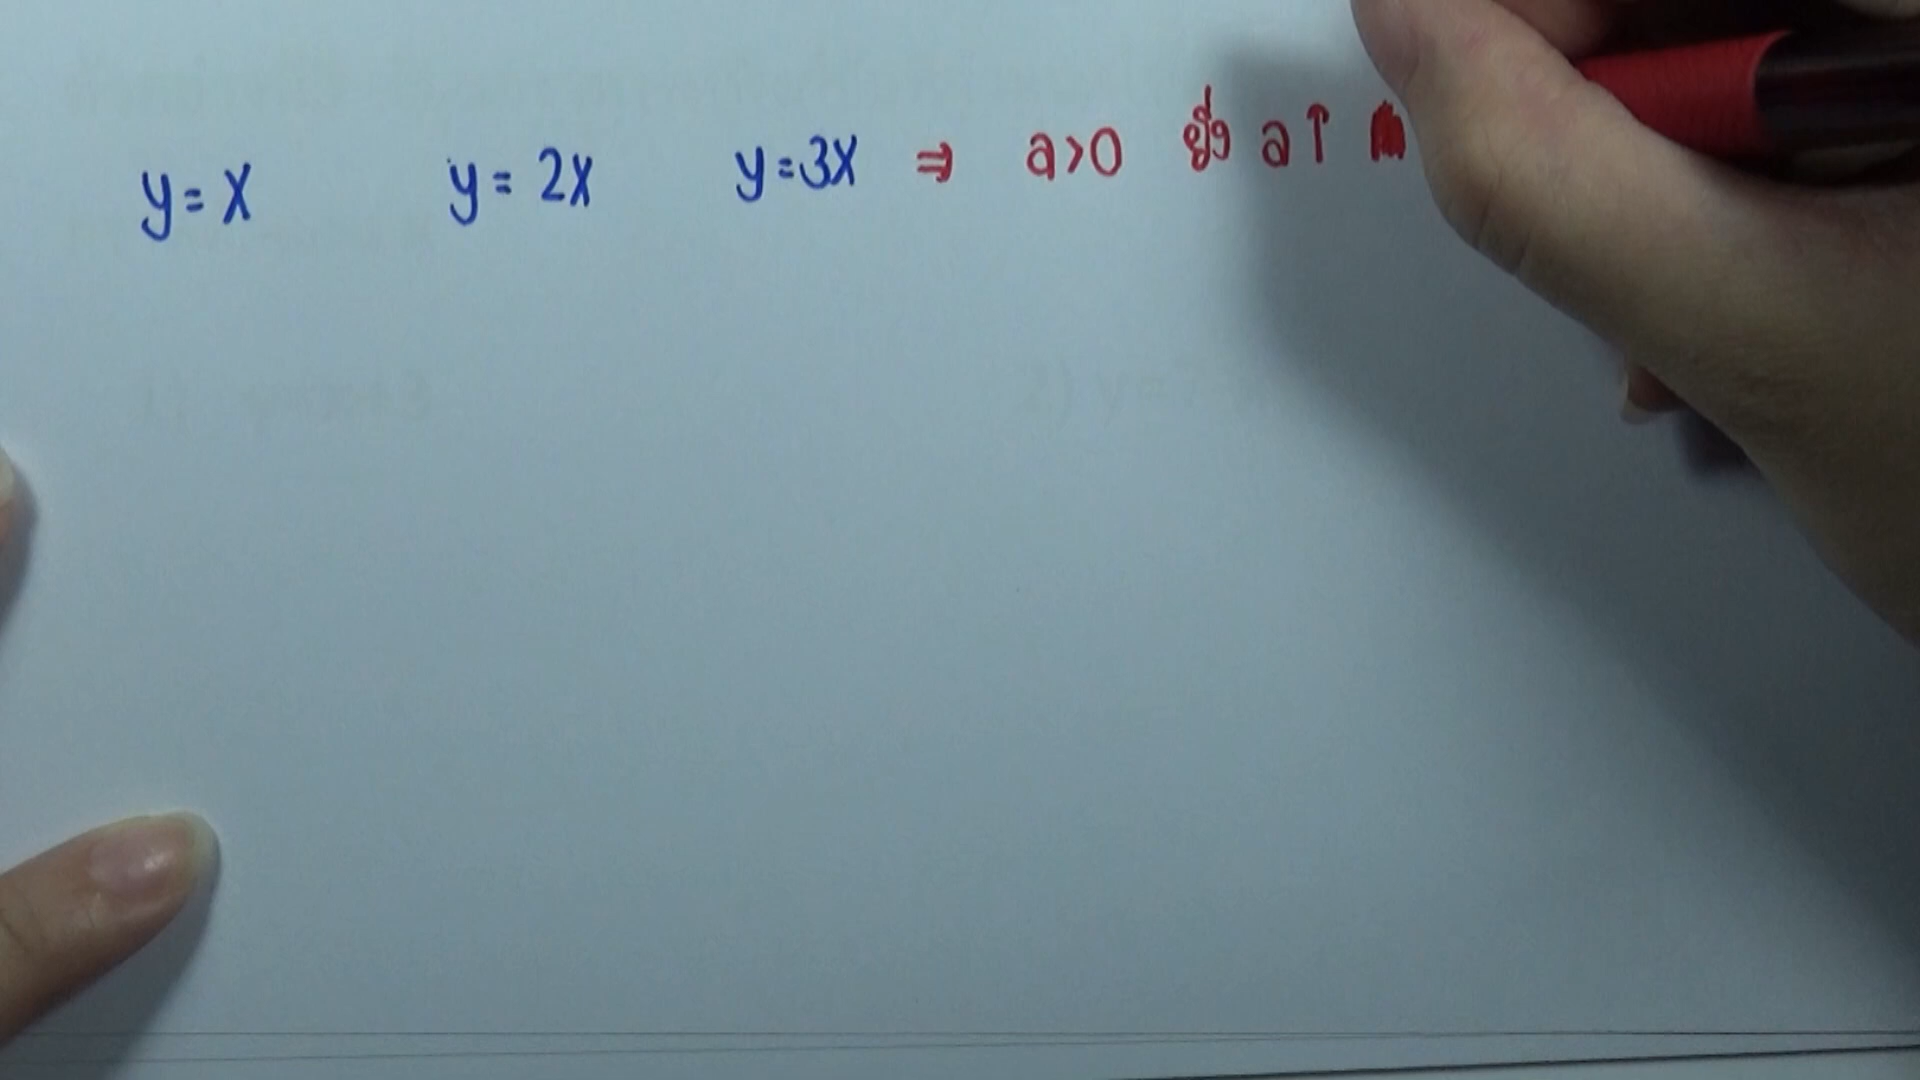 y = x y = 2x y = 3x ⇒ a > 0 ยิ่ง a ↑